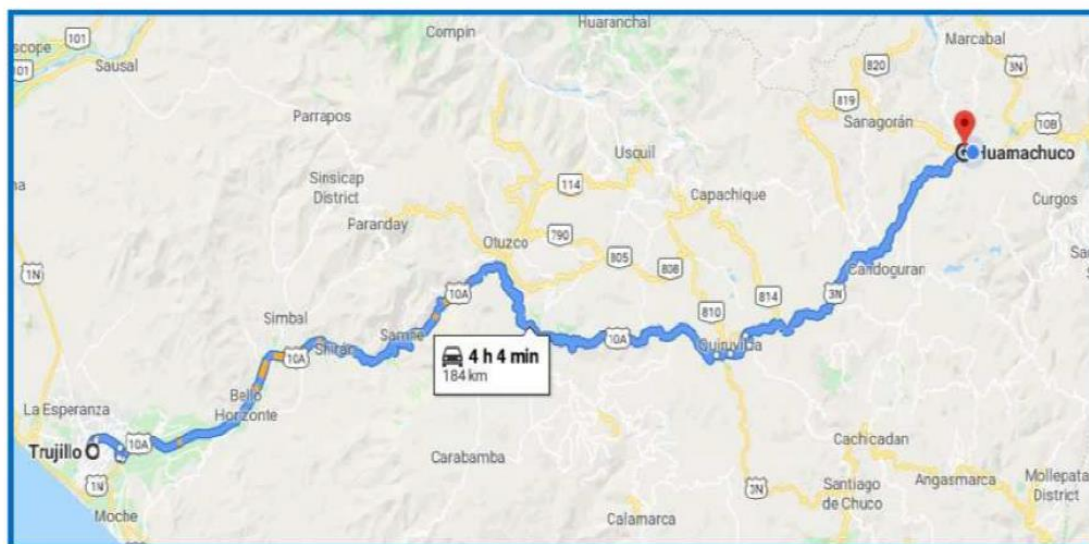 Huaranchal
Compin
Marcabal
101
scope
101
Sausal
820
3N
819
Sanagorán
10B
Parrapos
Huamachuco
Usquil
Sinsicap
District
114
Capachique
Curgos
Paranday
Otuzco
790
805
808
1N
10A
Candoguran
3N
814
810
Simbal
10A
Shirán
Samne
10A
Quiruvilca
4 h 4 min
184 km
Bello
Horizonte
La Esperanza
Trujillo
10A
1N
Moche
Carabamba
Cachicadan
3N
Santiago
de Chuco
Angasmarca
Mollepata
District
Calamarca